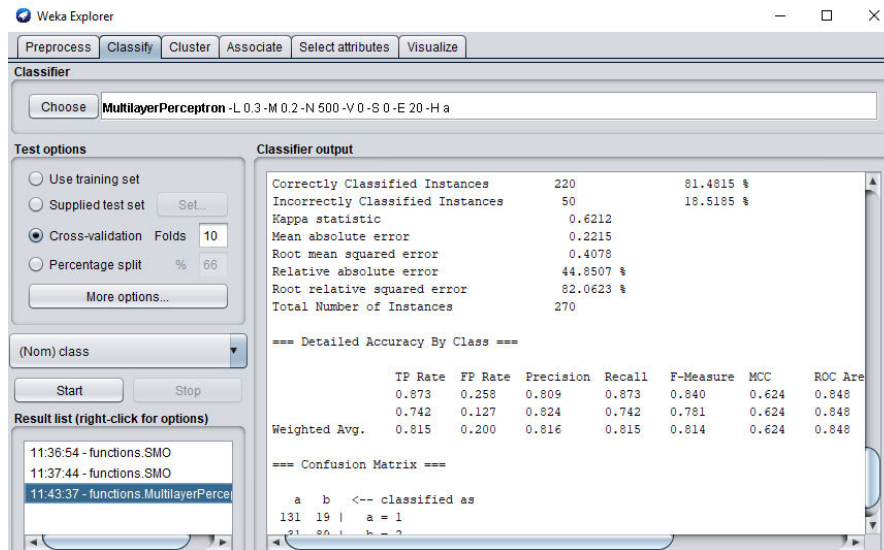 Weka Explorer
Preprocess Classify Cluster Associate Select attributes Visualize
Classifier
Choose MultilayerPerceptron -L 0.3 -M 0.2 -N 500 -V 0 -S 0 -E 20 -H a
Test options
Use training set
Supplied test set Set...
Cross-validation Folds 10
Percentage split % 66
More options...
(Nom) class
Start Stop
Result list (right-click for options)
11:36:54 - functions.SMO
11:37:44 - functions.SMO
11:43:37 - functions.MultilayerPercep
Classifier output
Correctly Classified Instances 220 81.4815 %
Incorrectly Classified Instances 50 18.5185 %
Kappa statistic 0.6212
Mean absolute error 0.2215
Root mean squared error 0.4078
Relative absolute error 44.8507 %
Root relative squared error 82.0623 %
Total Number of Instances 270
=== Detailed Accuracy By Class ===
TP Rate FP Rate Precision Recall F-Measure MCC ROC Are
0.873 0.258 0.809 0.873 0.840 0.624 0.848
0.742 0.127 0.824 0.742 0.781 0.624 0.848
Weighted Avg. 0.815 0.200 0.816 0.815 0.814 0.624 0.848
=== Confusion Matrix ===
a b <-- classified as
131 19 | a = 1
31 89 | b = 2